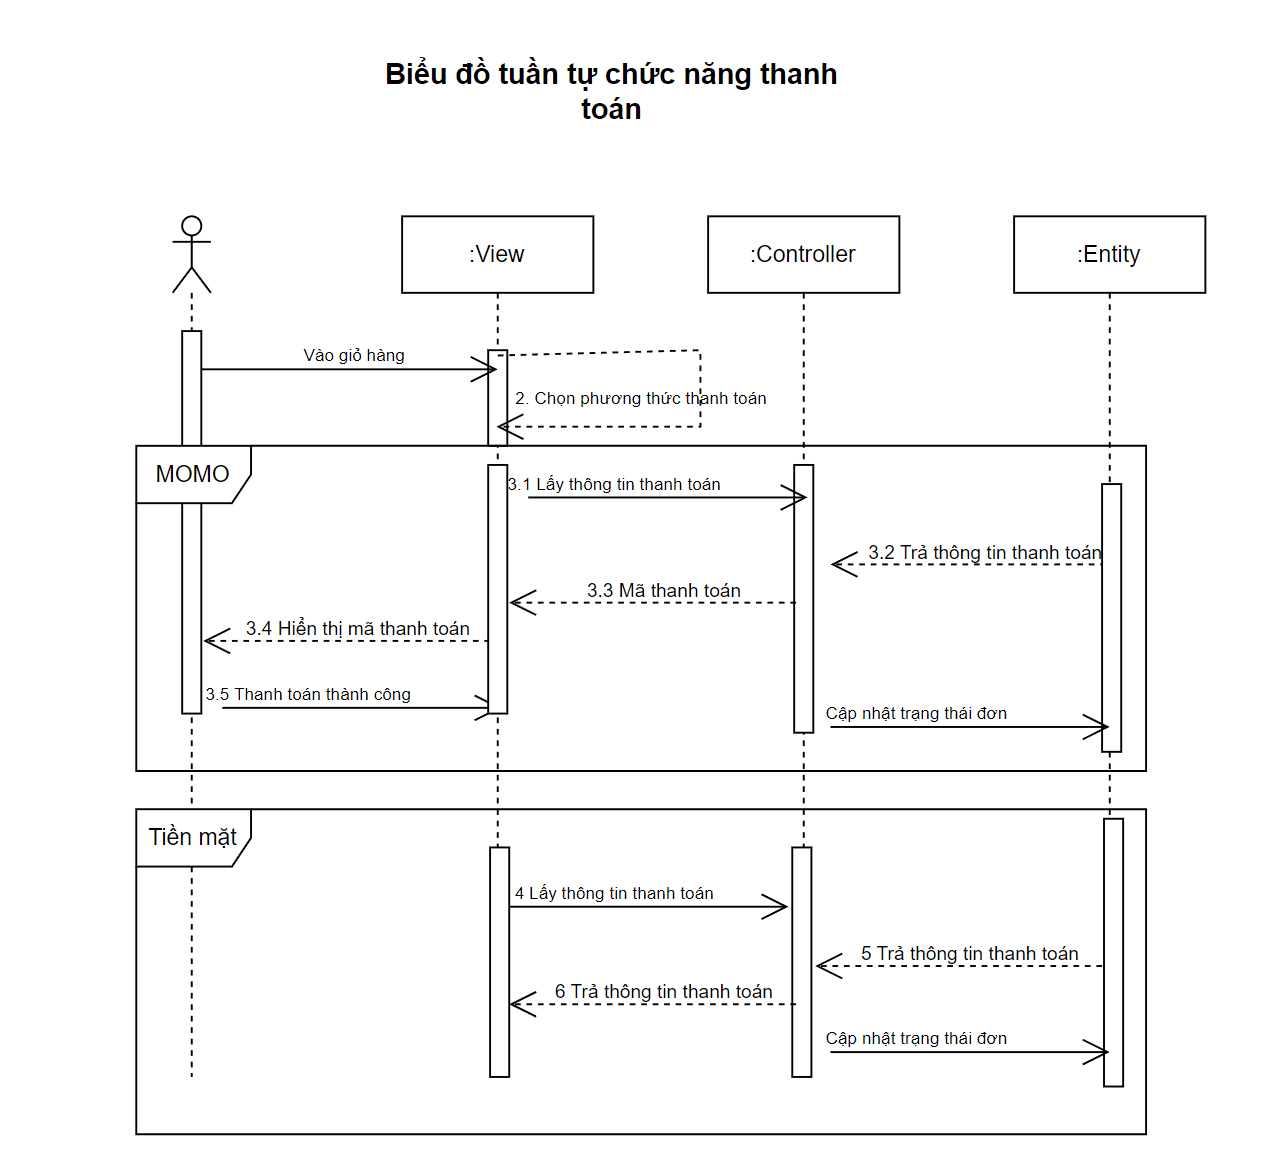 Biểu đồ tuần tự chức năng thanh
toán
:View
:Controller
:Entity
Vào giỏ hàng
2. Chọn phương thức thanh toán
MOMO
3.1 Lấy thông tin thanh toán
3.2 Trả thông tin thanh toán
3.3 Mã thanh toán
3.4 Hiển thị mã thanh toán
3.5 Thanh toán thành công
Cập nhật trạng thái đơn
Tiền mặt
4 Lấy thông tin thanh toán
5 Trả thông tin thanh toán
6 Trả thông tin thanh toán
Cập nhật trạng thái đơn